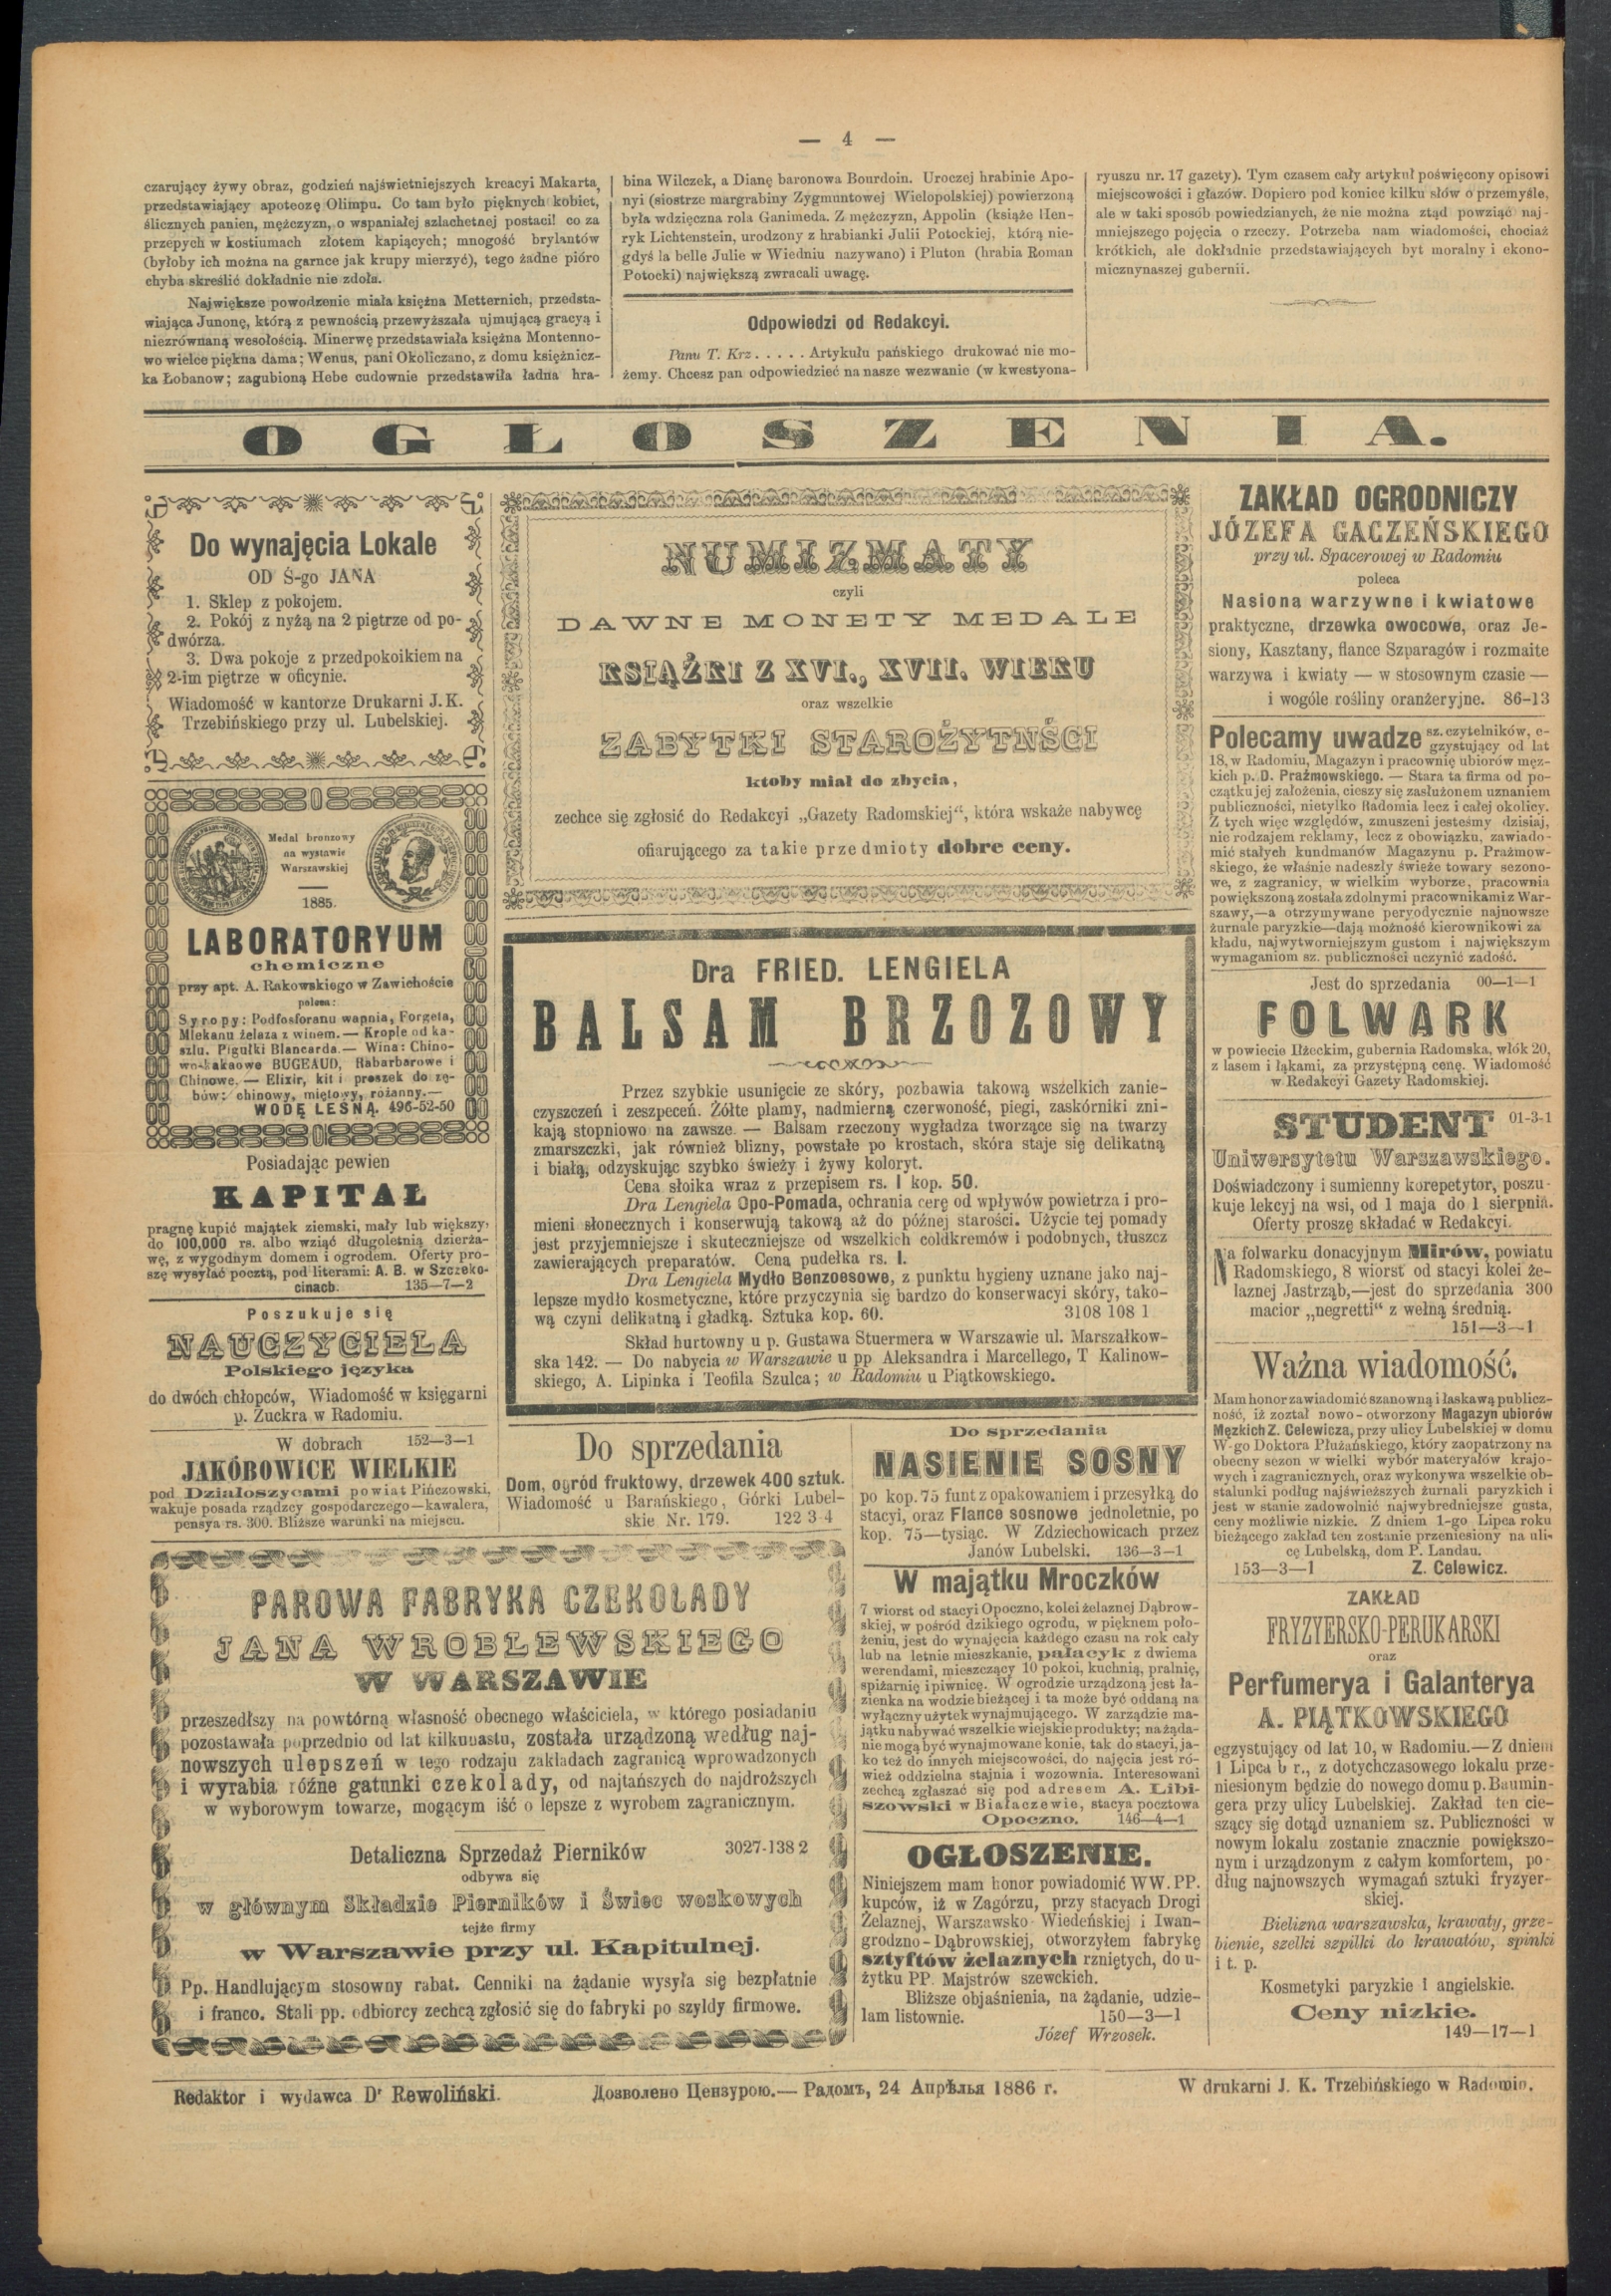 — 4 —
czarujący żywy obraz, godzień najświetniejszych kreacyi Makarta,
przedstawiający apoteozę Olimpu. Co tam było pięknych kobiet,
ślicznych panien, mężczyzn, o wspaniałej szlachetnej postaci! co za
przepych w kostiumach złotem kapiących; mnogość brylantów
(byłoby ich można na garnce jak krupy mierzyć), tego żadne pióro
chyba skreślić dokładnie nie zdoła.
Największe powodzenie miała księżna Metternich, przedsta-
wiająca Junonę, którą z pewnością przewyższała ujmującą gracyą i
niezrównaną wesołością. Minerwę przedstawiała księżna Montenno-
wo wielce piękna dama; Wenus, pani Okoliczano, z domu księżnicz-
ka Łobanow; zagubioną Hebe cudownie przedstawiła ładna hra-
bina Wilczek, a Dianę baronowa Bourdoin. Uroczej hrabinie Apo-
nyi (siostrze margrabiny Zygmuntowej Wielopolskiej) powierzoną
była wdzięczna rola Ganimeda. Z mężczyzn, Appolin (książe Hen-
ryk Lichtenstein, urodzony z hrabianki Julii Potockiej, którą nie-
gdyś la belle Julie w Wiedniu nazywano) i Pluton (hrabia Roman
Potocki) największą zwracali uwagę.
Odpowiedzi od Redakcyi.
Panu T. Krz . . . . . Artykułu pańskiego drukować nie mo-
żemy. Chcesz pan odpowiedzieć na nasze wezwanie (w kwestyona-
ryuszu nr. 17 gazety). Tym czasem cały artykuł poświęcony opisowi
miejscowości i głazów. Dopiero pod koniec kilku słów o przemyśle,
ale w taki sposób powiedzianych, że nie można ztąd powziąć naj-
mniejszego pojęcia o rzeczy. Potrzeba nam wiadomości, chociaż
krótkich, ale dokładnie przedstawiających byt moralny i ekono-
micznynaszej gubernii.
OGŁOSZENIA.
Do wynajęcia Lokale
OD Ś-go JANA
1. Sklep z pokojem.
2. Pokój z nyżą na 2 piętrze od po-
dwórza.
3. Dwa pokoje z przedpokoikiem na
2-im piętrze w oficynie.
Wiadomość w kantorze Drukarni J. K.
Trzebińskiego przy ul. Lubelskiej.
Medal bronzowy
na wystawie
Warszawskiej
1885.
LABORATORYUM
chemiczne
przy apt. A. Rakowskiego w Zawichoście
poleca:
Syropy: Podfosforanu wapnia, Forgeta,
Mlekanu żelaza z winem. — Krople od ka-
szlu. Pigułki Blancarda. — Wina: Chino-
wo-kakaowe BUGEAUD, Rabarbarowe i
Chinowe. — Elixir, kit i proszek do zę-
bów: chinowy, miętowy, rożanny.—
WODĘ LEŚNĄ. 496-52-50
Posiadając pewien
KAPITAŁ
pragnę kupić majątek ziemski, mały lub większy,
do 100,000 rs. albo wziąć długoletnią dzierża-
wę, z wygodnym domem i ogrodem. Oferty pro-
szę wysyłać pocztą, pod literami: A. B. w Szczeko-
cinach. 135—7—2
Poszukuje się
NAUCZYCIELA
Polskiego języka
do dwóch chłopców, Wiadomość w księgarni
p. Zuckra w Radomiu.
W dobrach 152—3—1
JAKÓBOWICE WIELKIE
pod Działoszycami powiat Pińczowski,
wakuje posada rządzcy gospodarczego—kawalera,
pensya rs. 300. Bliższe warunki na miejscu.
NUMIZMATY
czyli
DAWNE MONETY MEDALE
KSIĄŻKI Z XVI., XVII. WIEKU
oraz wszelkie
ZABYTKI STAROŻYTNŚCI
ktoby miał do zbycia,
zechce się zgłosić do Redakcyi „Gazety Radomskiej“, która wskaże nabywcę
ofiarującego za takie przedmioty dobre ceny.
Dra FRIED. LENGIELA
BALSAM BRZOZOWY
Przez szybkie usunięcie ze skóry, pozbawia takową wszelkich zanie-
czyszczeń i zeszpeceń. Żółte plamy, nadmierną czerwoność, piegi, zaskórniki zni-
kają stopniowo na zawsze. — Balsam rzeczony wygładza tworzące się na twarzy
zmarszczki, jak również blizny, powstałe po krostach, skóra staje się delikatną
i białą, odzyskując szybko świeży i żywy koloryt.
Cena słoika wraz z przepisem rs. 1 kop. 50.
Dra Lengiela Opo-Pomada, ochrania cerę od wpływów powietrza i pro-
mieni słonecznych i konserwują takową aż do późnej starości. Użycie tej pomady
jest przyjemniejsze i skuteczniejsze od wszelkich coldkremów i podobnych, tłuszcz
zawierających preparatów. Cena pudełka rs. 1.
Dra Lengiela Mydło Benzoesowe, z punktu hygieny uznane jako naj-
lepsze mydło kosmetyczne, które przyczynia się bardzo do konserwacyi skóry, tako-
wą czyni delikatną i gładką. Sztuka kop. 60. 3108 108 1
Skład hurtowny u p. Gustawa Stuermera w Warszawie ul. Marszałkow-
ska 142. — Do nabycia w Warszawie u pp Aleksandra i Marcellego, T Kalinow-
skiego, A. Lipinka i Teofila Szulca; w Radomiu u Piątkowskiego.
Do sprzedania
Dom, ogród fruktowy, drzewek 400 sztuk.
Wiadomość u Barańskiego, Górki Lubel-
skie Nr. 179. 122 3-4
Do sprzedania
NASIENIE SOSNY
po kop. 75 funt z opakowaniem i przesyłką do
stacyi, oraz Flance sosnowe jednoletnie, po
kop. 75—tysiąc. W Zdziechowicach przez
Janów Lubelski. 136—3—1
W majątku Mroczków
7 wiorst od stacyi Opoczno, kolei żelaznej Dąbrow-
skiej, w pośród dzikiego ogrodu, w pięknem poło-
żeniu, jest do wynajęcia każdego czasu na rok cały
lub na letnie mieszkanie, pałacyk z dwiema
werendami, mieszczący 10 pokoi, kuchnią, pralnię,
spiżarnię i piwnicę. W ogrodzie urządzoną jest ła-
zienka na wodzie bieżącej i ta może być oddaną na
wyłączny użytek wynajmującego. W zarządzie ma-
jątku nabywać wszelkie wiejskie produkty; na żąda-
nie mogą być wynajmowane konie, tak do stacyi, ja-
ko też do innych miejscowości, do najęcia jest ró-
wież oddzielna stajnia i wozownia. Interesowani
zechcą zgłaszać się pod adresem A. Libi-
szowski w Białaczewie, stacya pocztowa
Opoczno. 146—4—1
OGŁOSZENIE.
Niniejszem mam honor powiadomić WW. PP.
kupców, iż w Zagórzu, przy stacyach Drogi
Żelaznej, Warszawsko-Wiedeńskiej i Iwan-
grodzno-Dąbrowskiej, otworzyłem fabrykę
sztyftów żelaznych rzniętych, do u-
żytku PP. Majstrów szewckich.
Bliższe objaśnienia, na żądanie, udzie-
lam listownie. 150—3—1
Józef Wrzosek.
PAROWA FABRYKA CZEKOLADY
JANA WROBLEWSKIEGO
W WARSZAWIE
przeszedłszy na powtórną własność obecnego właściciela, w którego posiadaniu
pozostawała poprzednio od lat kilkunastu, została urządzoną według naj-
nowszych ulepszeń w tego rodzaju zakładach zagranicą wprowadzonych
i wyrabia różne gatunki czekolady, od najtańszych do najdroższych
w wyborowym towarze, mogącym iść o lepsze z wyrobem zagranicznym.
Detaliczna Sprzedaż Pierników 3027-138 2
odbywa się
w głównym Składzie Pierników i Świec woskowych
tejże firmy
w Warszawie przy ul. Kapitulnej.
Pp. Handlującym stosowny rabat. Cenniki na żądanie wysyła się bezpłatnie
i franco. Stali pp. odbiorcy zechcą zgłosić się do fabryki po szyldy firmowe.
ZAKŁAD OGRODNICZY
JÓZEFA GACZEŃSKIEGO
przy ul. Spacerowej w Radomiu
poleca
Nasiona warzywne i kwiatowe
praktyczne, drzewka owocowe, oraz Je-
siony, Kasztany, flance Szparagów i rozmaite
warzywa i kwiaty — w stosownym czasie —
i wogóle rośliny oranżeryjne. 86-13
Polecamy uwadze sz. czytelników, e-
gzystujący od lat
18, w Radomiu, Magazyn i pracownię ubiorów męz-
kich p. D. Prażmowskiego. — Stara ta firma od po-
czątku jej założenia, cieszy się zasłużonem uznaniem
publiczności, nietylko Radomia lecz i całej okolicy.
Z tych więc względów, zmuszeni jesteśmy dzisiaj,
nie rodzajem reklamy, lecz z obowiązku, zawiado-
mić stałych kundmanów Magazynu p. Prażmow-
skiego, że właśnie nadeszły świeże towary sezono-
we, z zagranicy, w wielkim wyborze, pracownia
powiększoną została zdolnymi pracownikami z War-
szawy,—a otrzymywane peryodycznie najnowsze
żurnale paryzkie—dają możność kierownikowi za
kładu, najwytworniejszym gustom i największym
wymaganiom sz. publiczności uczynić zadość.
Jest do sprzedania 00—1—1
FOLWARK
w powiecie Iłżeckim, gubernia Radomska, włók 20,
z lasem i łąkami, za przystępną cenę. Wiadomość
w Redakcyi Gazety Radomskiej.
STUDENT 01-3-1
Uniwersytetu Warszawskiego.
Doświadczony i sumienny korepetytor, poszu-
kuje lekcyj na wsi, od 1 maja do 1 sierpnia.
Oferty proszę składać w Redakcyi.
Na folwarku donacyjnym Mirów, powiatu
Radomskiego, 8 wiorst od stacyi kolei że-
laznej Jastrząb,—jest do sprzedania 300
macior „negretti“ z wełną średnią.
151—3—1
Ważna wiadomość.
Mam honor zawiadomić szanowną i łaskawą publicz-
ność, iż zoztał nowo-otworzony Magazyn ubiorów
Męzkich Z. Celewicza, przy ulicy Lubelskiej w domu
W-go Doktora Płużańskiego, który zaopatrzony na
obecny sezon w wielki wybór materyałów krajo-
wych i zagranicznych, oraz wykonywa wszelkie ob-
stalunki podług najświeższych żurnali paryzkich i
jest w stanie zadowolnić najwybredniejsze gusta,
ceny możliwie nizkie. Z dniem 1-go Lipca roku
bieżącego zakład ten zostanie przeniesiony na uli-
cę Lubelską, dom P. Landau.
153—3—1 Z. Celewicz.
ZAKŁAD
FRYZYERSKO-PERUKARSKI
oraz
Perfumerya i Galanterya
A. PIĄTKOWSKIEGO
egzystujący od lat 10, w Radomiu.—Z dniem
1 Lipca b r., z dotychczasowego lokalu prze-
niesionym będzie do nowego domu p. Baumin-
gera przy ulicy Lubelskiej. Zakład ten cie-
szący się dotąd uznaniem sz. Publiczności w
nowym lokalu zostanie znacznie powiększo-
nym i urządzonym z całym komfortem, po-
dług najnowszych wymagań sztuki fryzyer-
skiej.
Bielizna warszawska, krawaty, grze-
bienie, szelki szpilki do krawatów, spinki
i t. p.
Kosmetyki paryzkie i angielskie.
Ceny nizkie.
149—17—1
Redaktor i wydawca Dr Rewoliński.
Дозволено Цензурою.— Радомъ, 24 Апрѣлья 1886 г.
W drukarni J. K. Trzebińskiego w Radomiu.